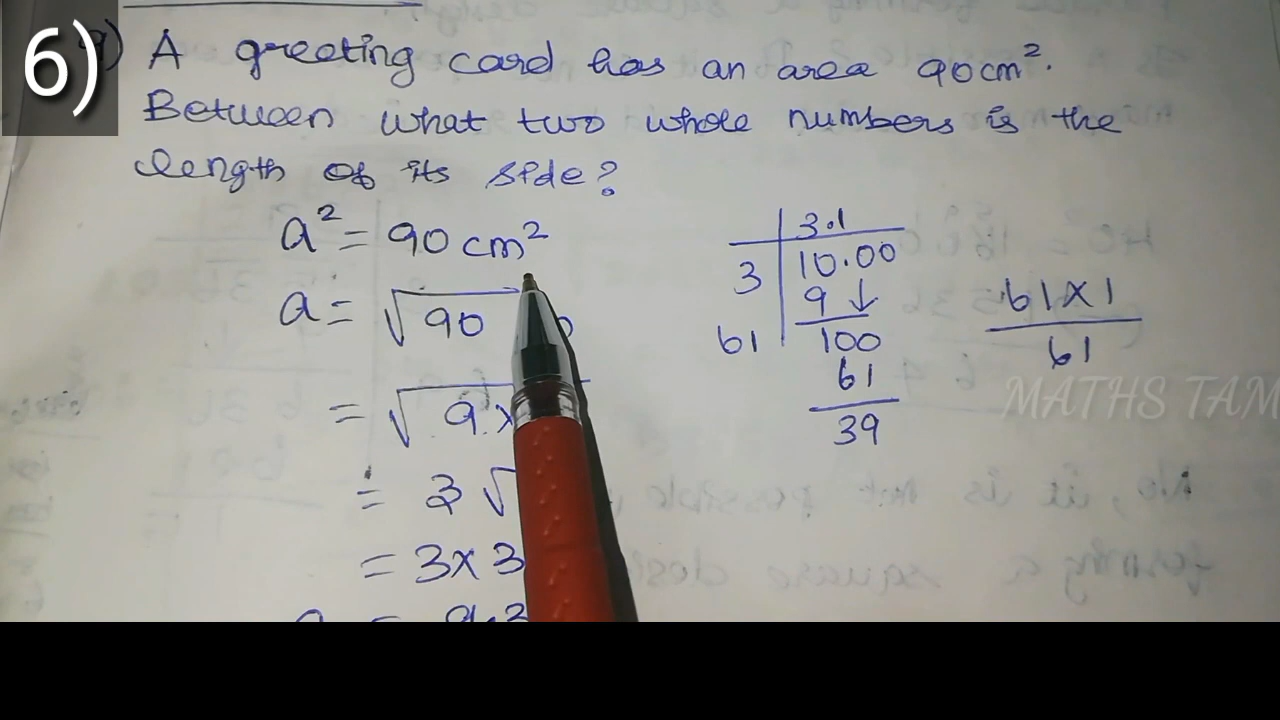 6)
A greeting card has an area 90cm².
Between what two whole numbers is the
length of its side?
a² = 90 cm²
a = √90
= √9×
= 3√
= 3×3
3.1
3 10.00
9 ↓
61 100
61
39
61×1
61
MATHS TAM